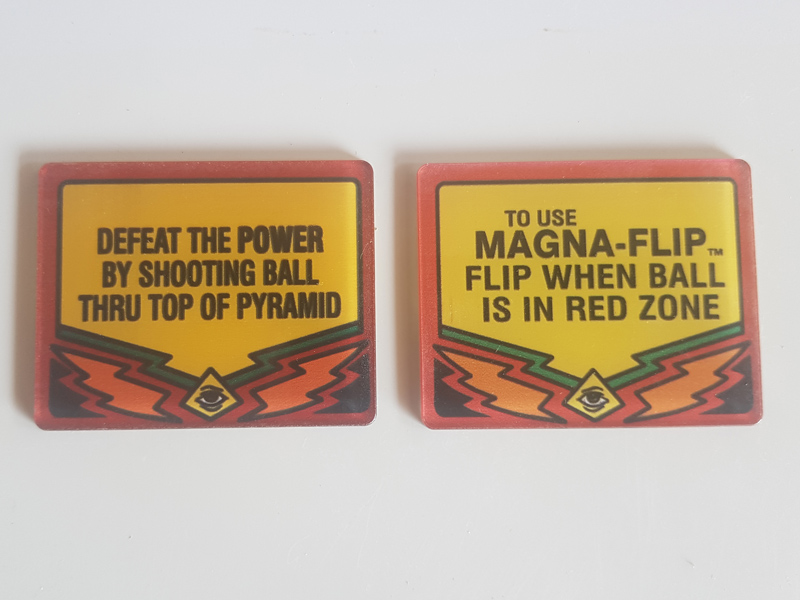 DEFEAT THE POWER
BY SHOOTING BALL
THRU TOP OF PYRAMID
TO USE
MAGNA-FLIP™
FLIP WHEN BALL
IS IN RED ZONE